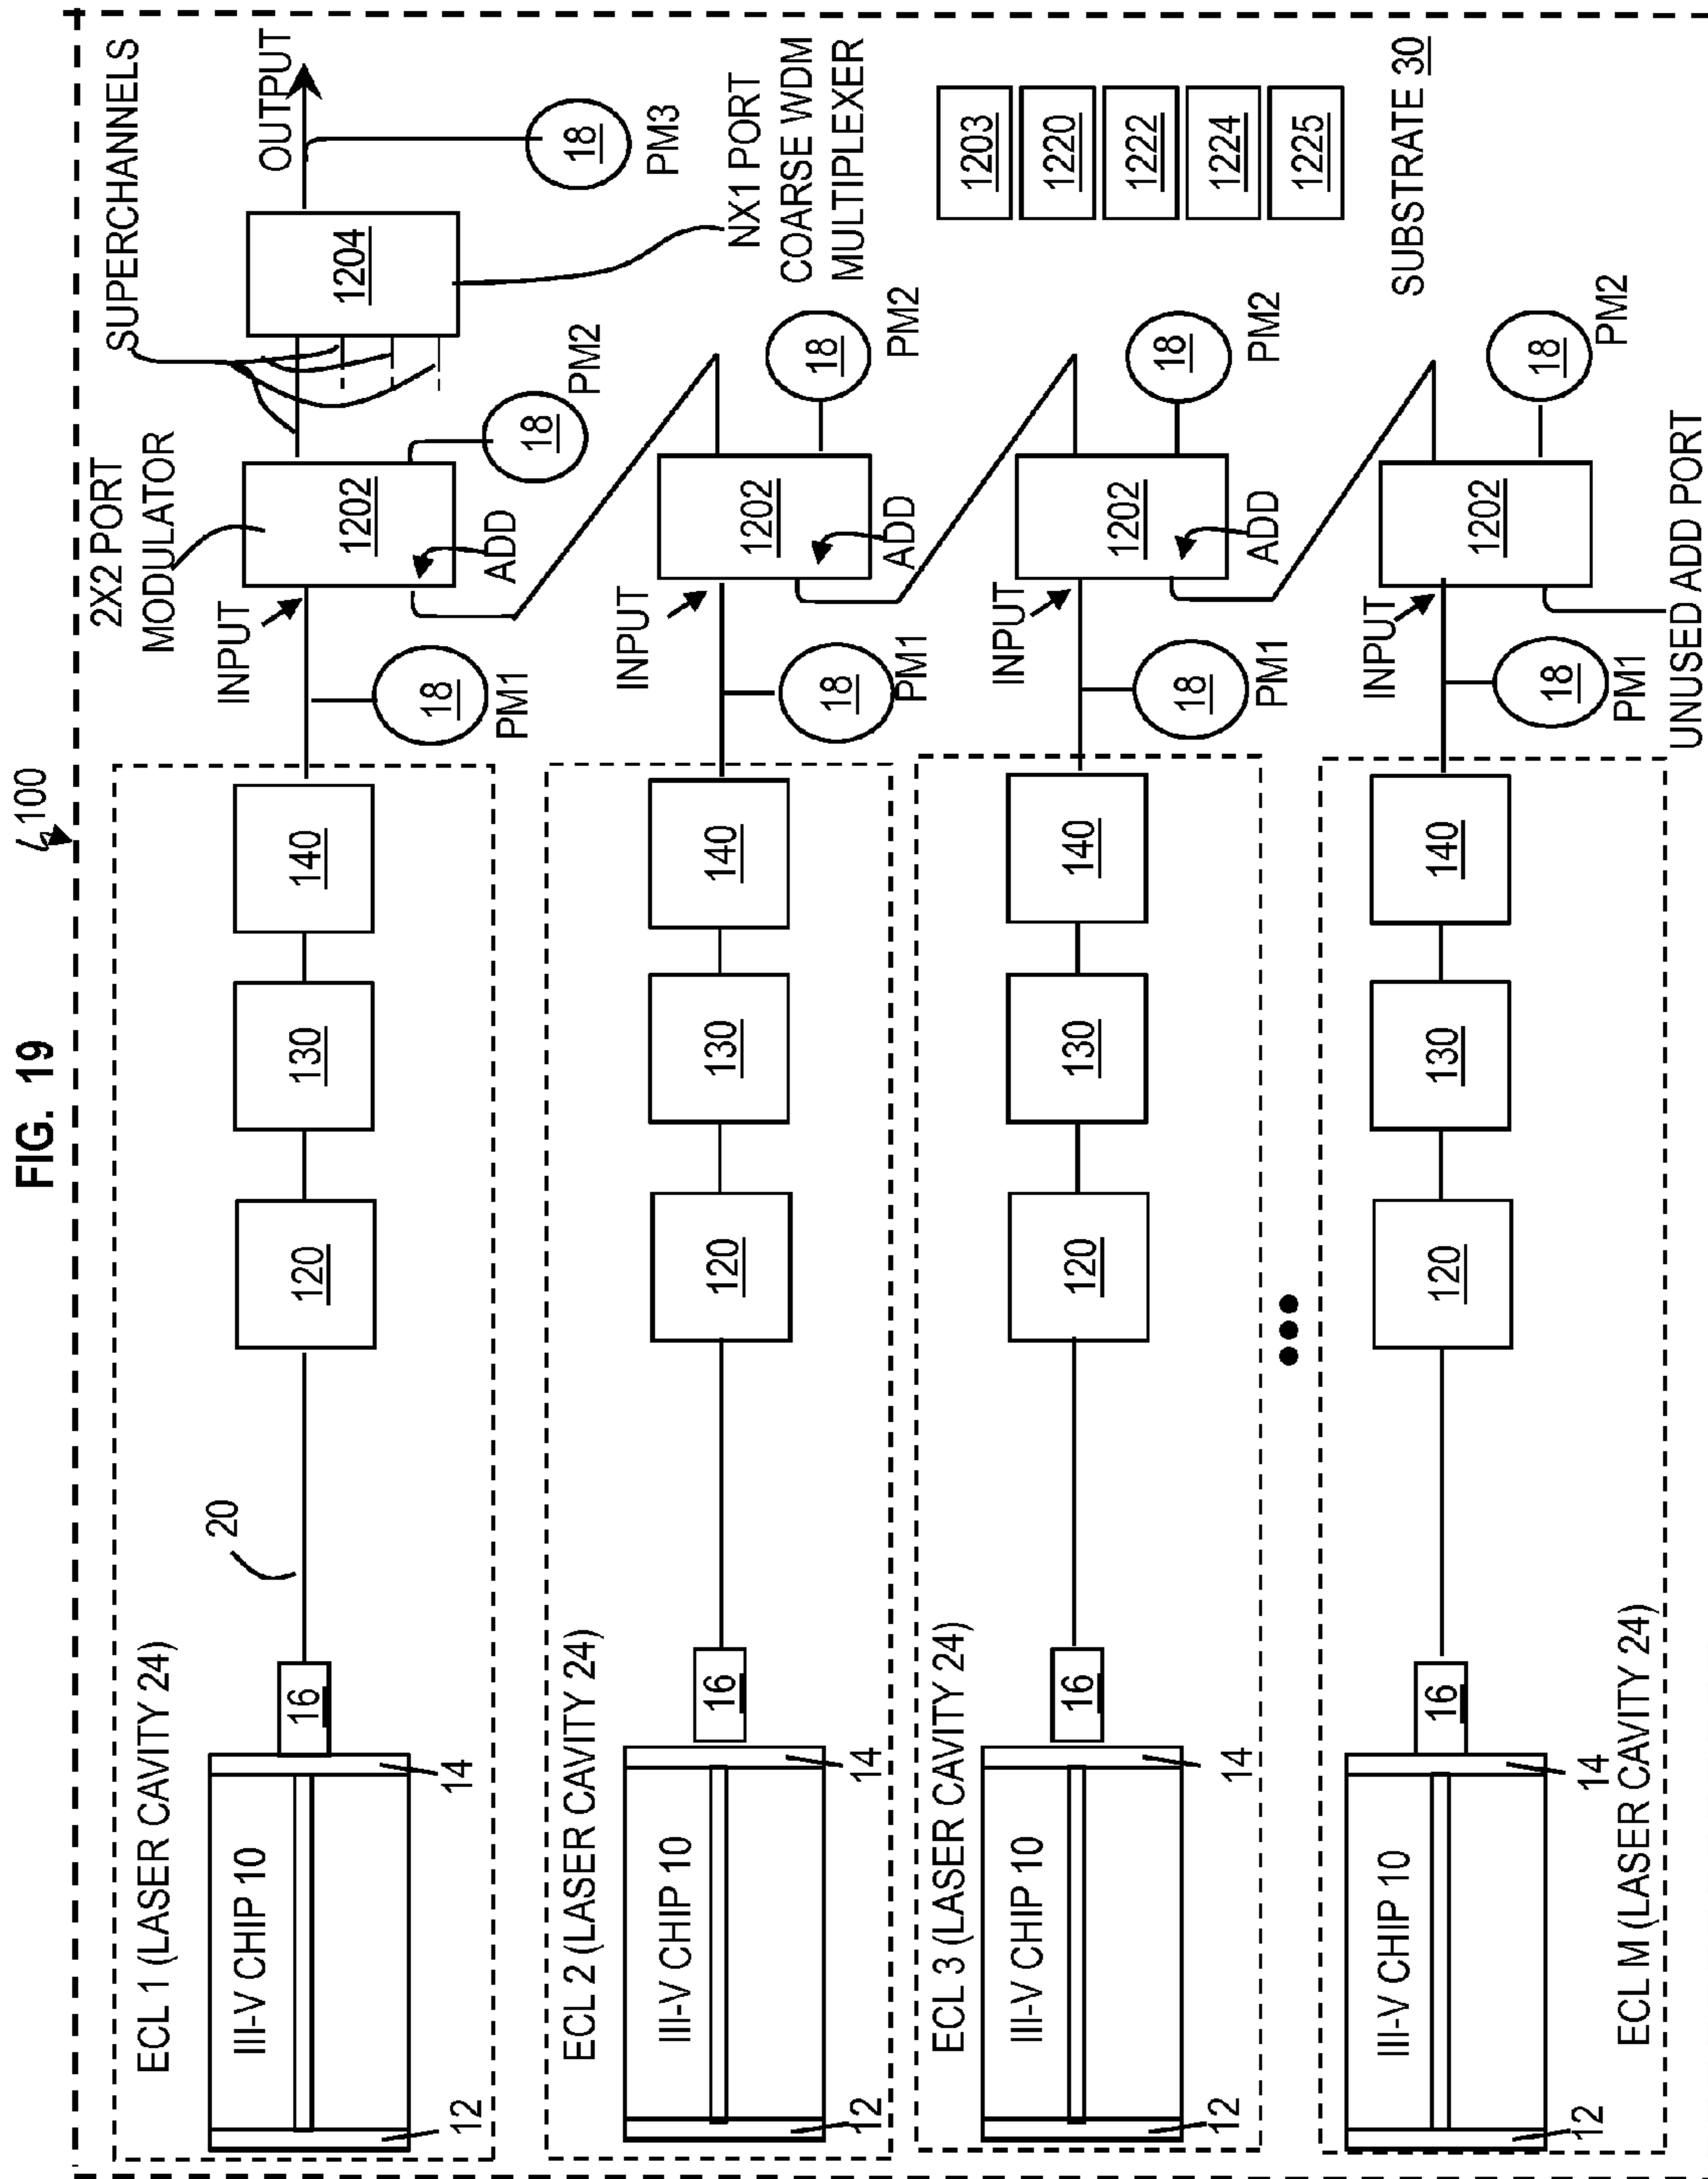 FIG. 19
100
ECL 1 (LASER CAVITY 24)
III-V CHIP 10
12
14
16
20
120
130
140
INPUT
18
PM1
2X2 PORT
MODULATOR
1202
ADD
18
PM2
SUPERCHANNELS
1204
OUTPUT
18
PM3
NX1 PORT
COARSE WDM
MULTIPLEXER
ECL 2 (LASER CAVITY 24)
III-V CHIP 10
12
14
16
120
130
140
INPUT
18
PM1
1202
ADD
18
PM2
1203
1220
1222
1224
1225
ECL 3 (LASER CAVITY 24)
III-V CHIP 10
12
14
16
120
130
140
INPUT
18
PM1
1202
ADD
18
PM2
SUBSTRATE 30
ECL M (LASER CAVITY 24)
III-V CHIP 10
12
14
16
120
130
140
INPUT
18
PM1
1202
18
PM2
UNUSED ADD PORT